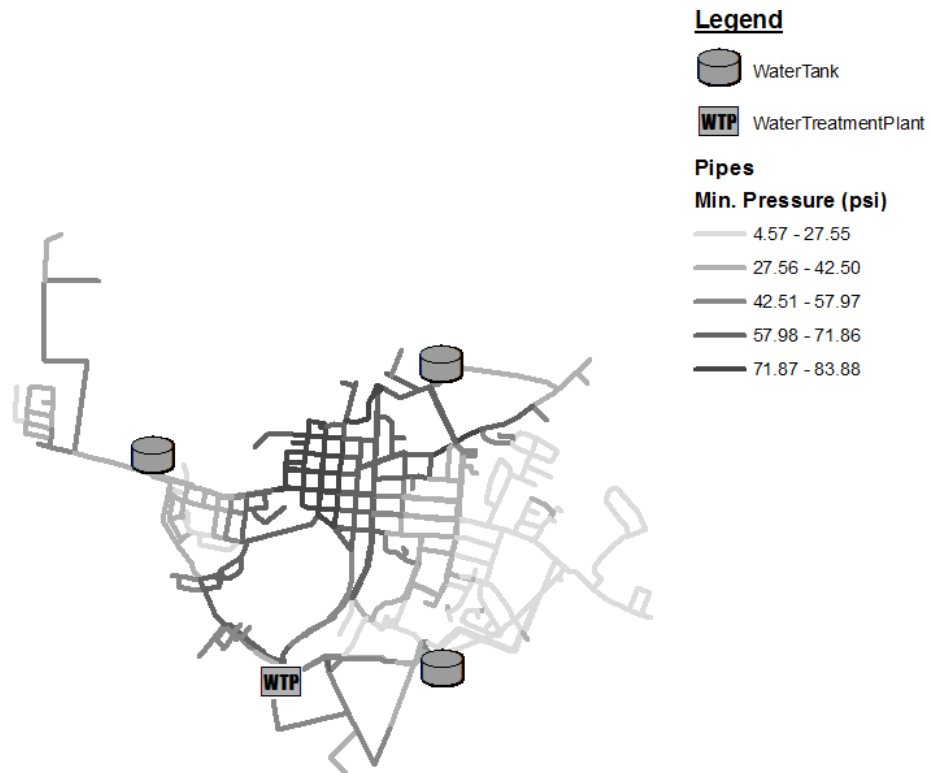 Legend
WaterTank
WTP WaterTreatmentPlant
Pipes
Min. Pressure (psi)
4.57 - 27.55
27.56 - 42.50
42.51 - 57.97
57.98 - 71.86
71.87 - 83.88
WTP